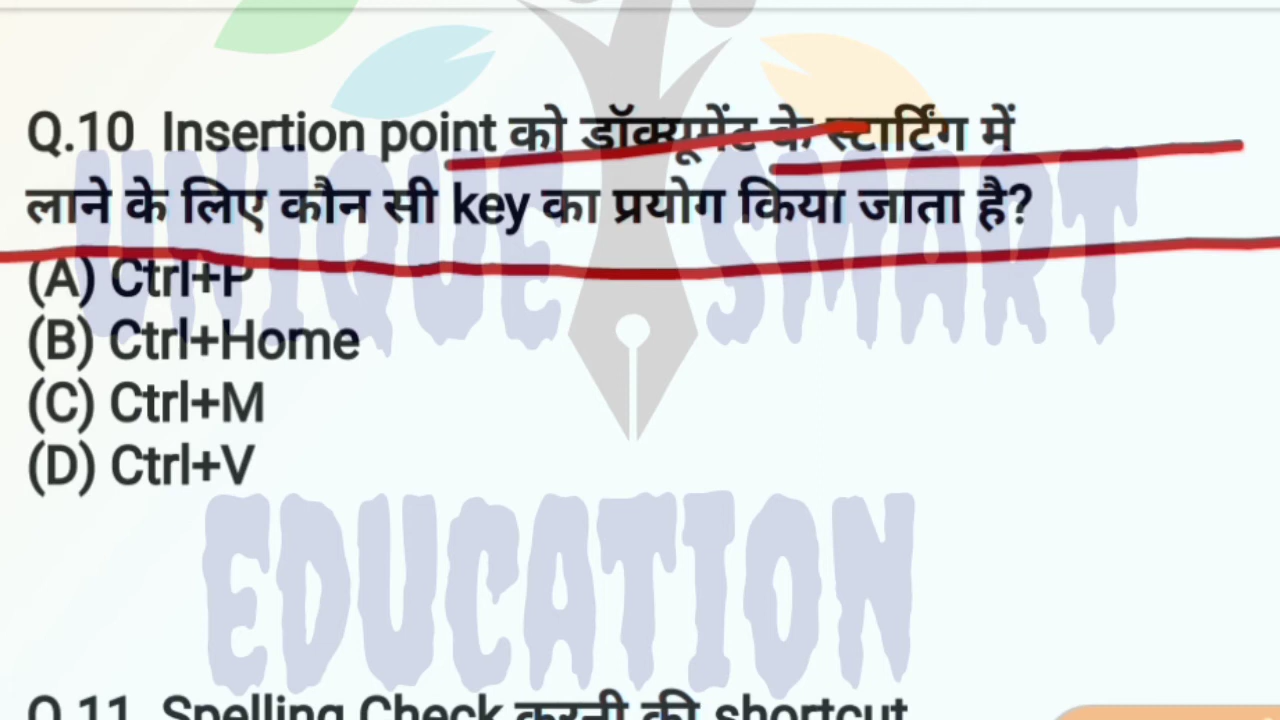 Q.10 Insertion point को डॉक्यूमेंट के स्टार्टिंग में
लाने के लिए कौन सी key का प्रयोग किया जाता है?
(A) Ctrl+P
(B) Ctrl+Home
(C) Ctrl+M
(D) Ctrl+V
UNIQUE SMART
EDUCATION
Q.11 Spelling Check करनी की shortcut